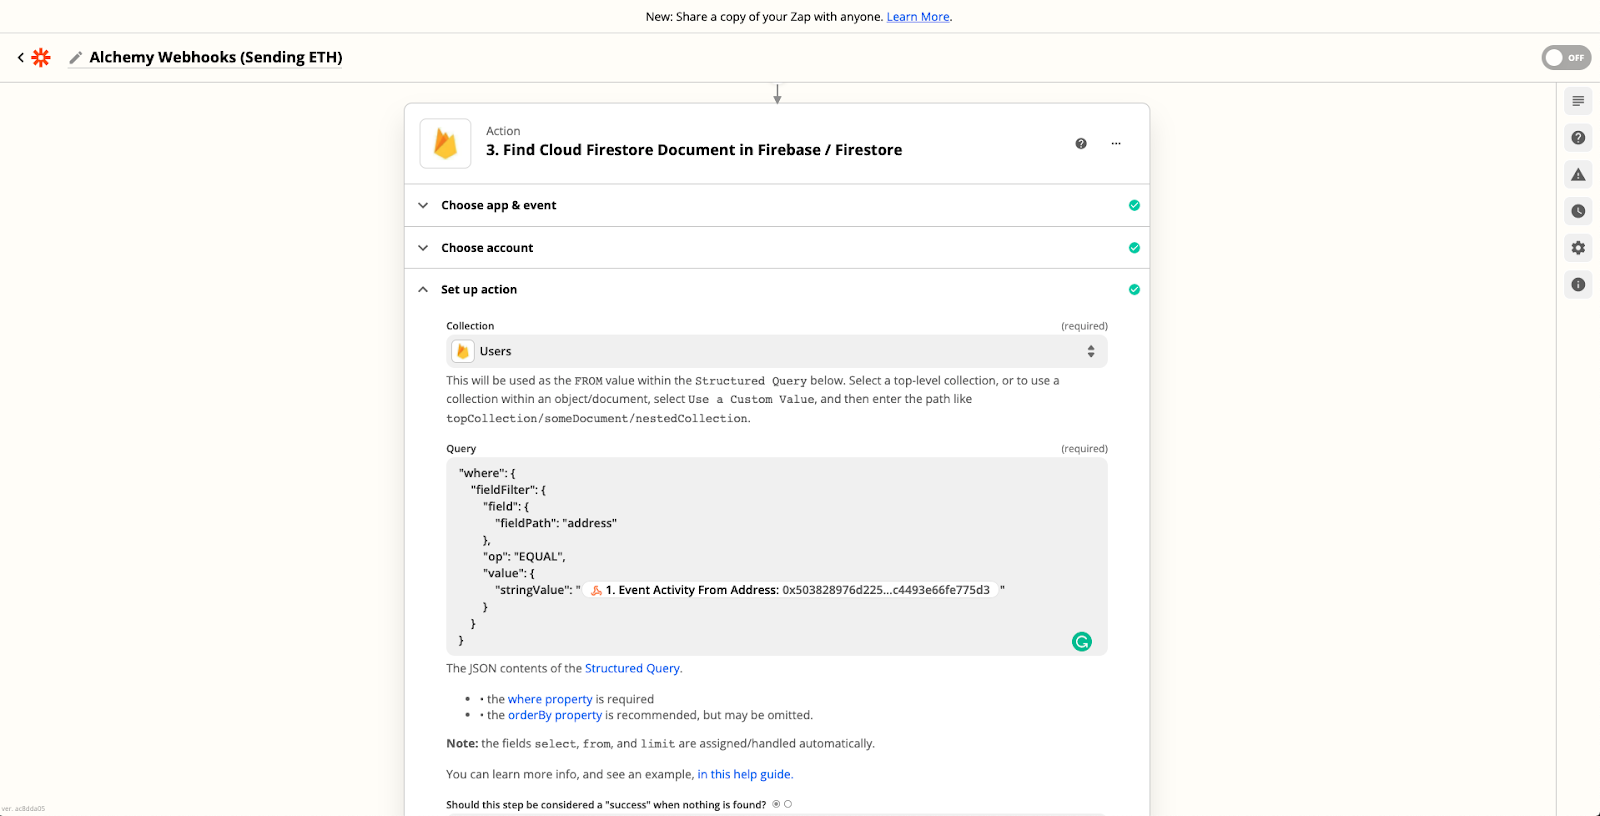 New: Share a copy of your Zap with anyone. Learn More.
Alchemy Webhooks (Sending ETH)
OFF
Action
3. Find Cloud Firestore Document in Firebase / Firestore
Choose app & event
Choose account
Set up action
Collection (required)
Users
This will be used as the FROM value within the Structured Query below. Select a top-level collection, or to use a
collection within an object/document, select Use a Custom Value, and then enter the path like
topCollection/someDocument/nestedCollection.
Query (required)
"where": {
"fieldFilter": {
"field": {
"fieldPath": "address"
},
"op": "EQUAL",
"value": {
"stringValue": " 1. Event Activity From Address: 0x503828976d225...c4493e66fe775d3 "
}
}
}
The JSON contents of the Structured Query.
• • the where property is required
• • the orderBy property is recommended, but may be omitted.
Note: the fields select, from, and limit are assigned/handled automatically.
You can learn more info, and see an example, in this help guide.
Should this step be considered a "success" when nothing is found?
ver. ac8dda05